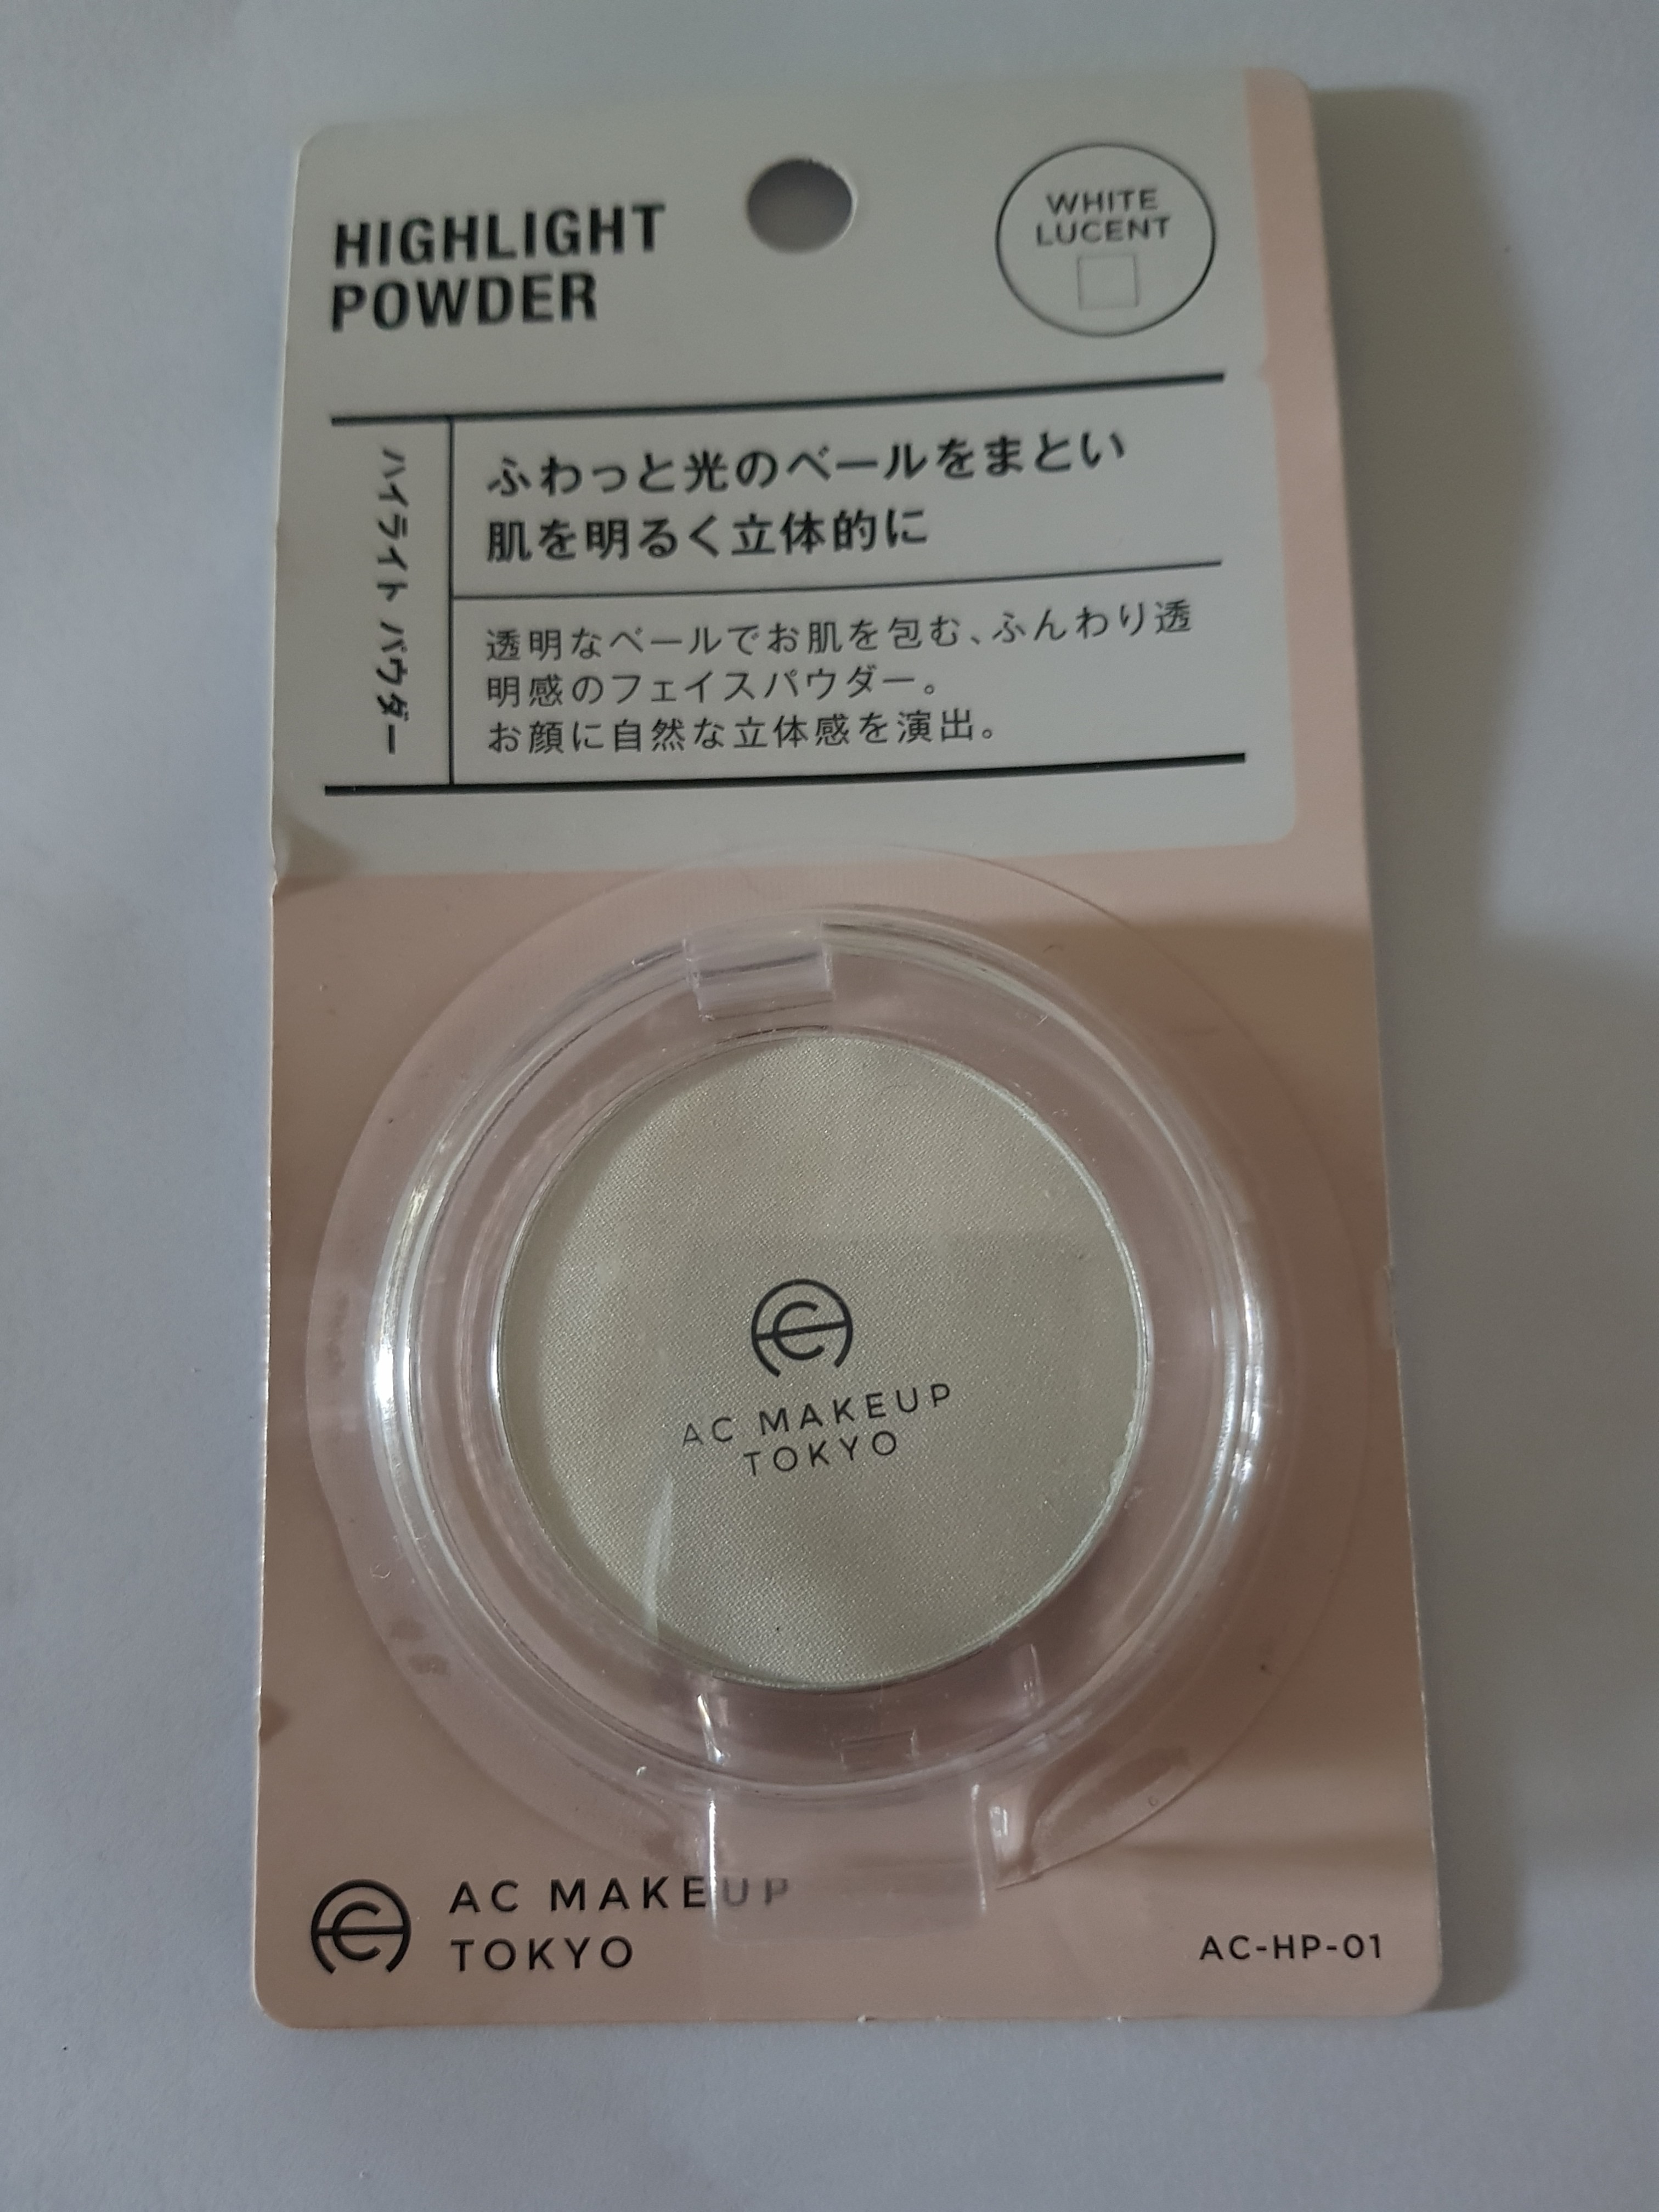 HIGHLIGHT
POWDER
WHITE
LUCENT
ハイライト パウダー
ふわっと光のベールをまとい
肌を明るく立体的に
透明なベールでお肌を包む、ふんわり透
明感のフェイスパウダー。
お顔に自然な立体感を演出。
AC MAKEUP
TOKYO
AC MAKEUP
TOKYO
AC-HP-01